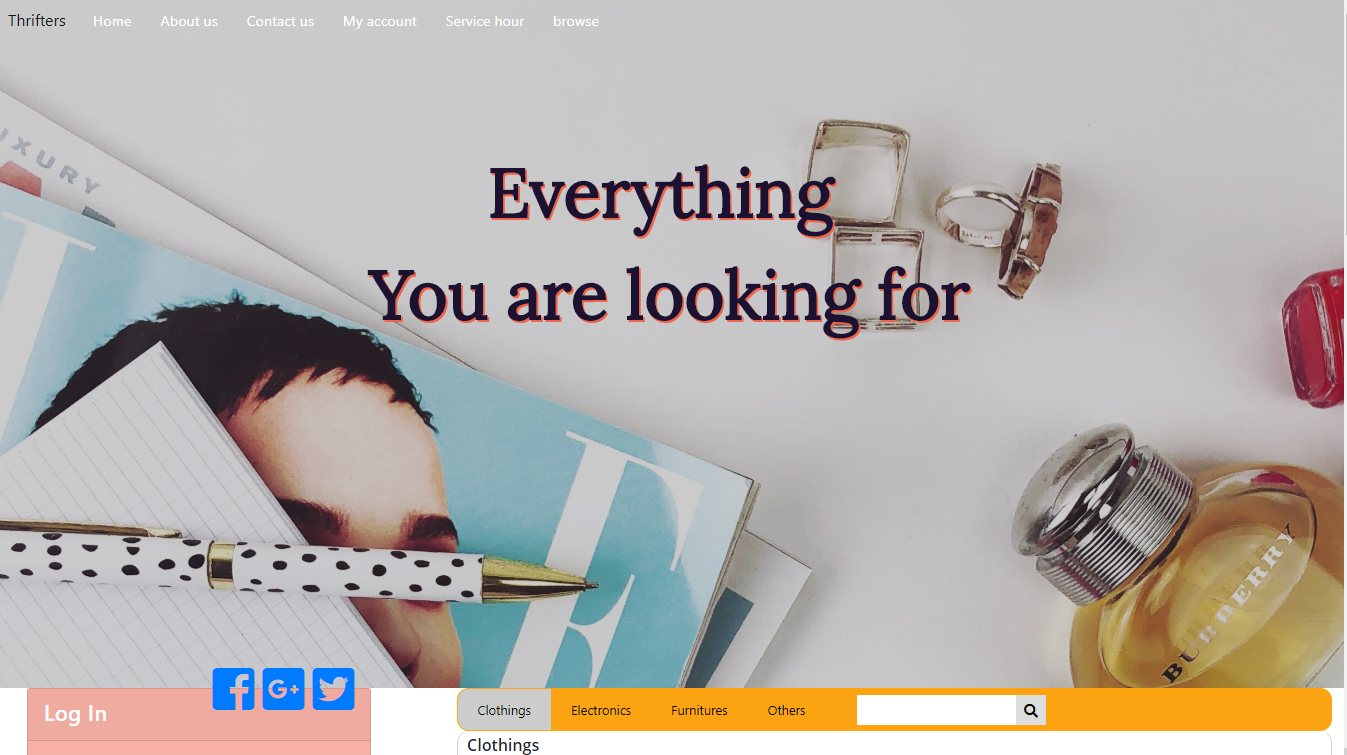 Thrifters Home About us Contact us My account Service hour browse
UXURY
Everything
You are looking for
E
BURBERRY
f G+
Log In
Clothings Electronics Furnitures Others
Clothings